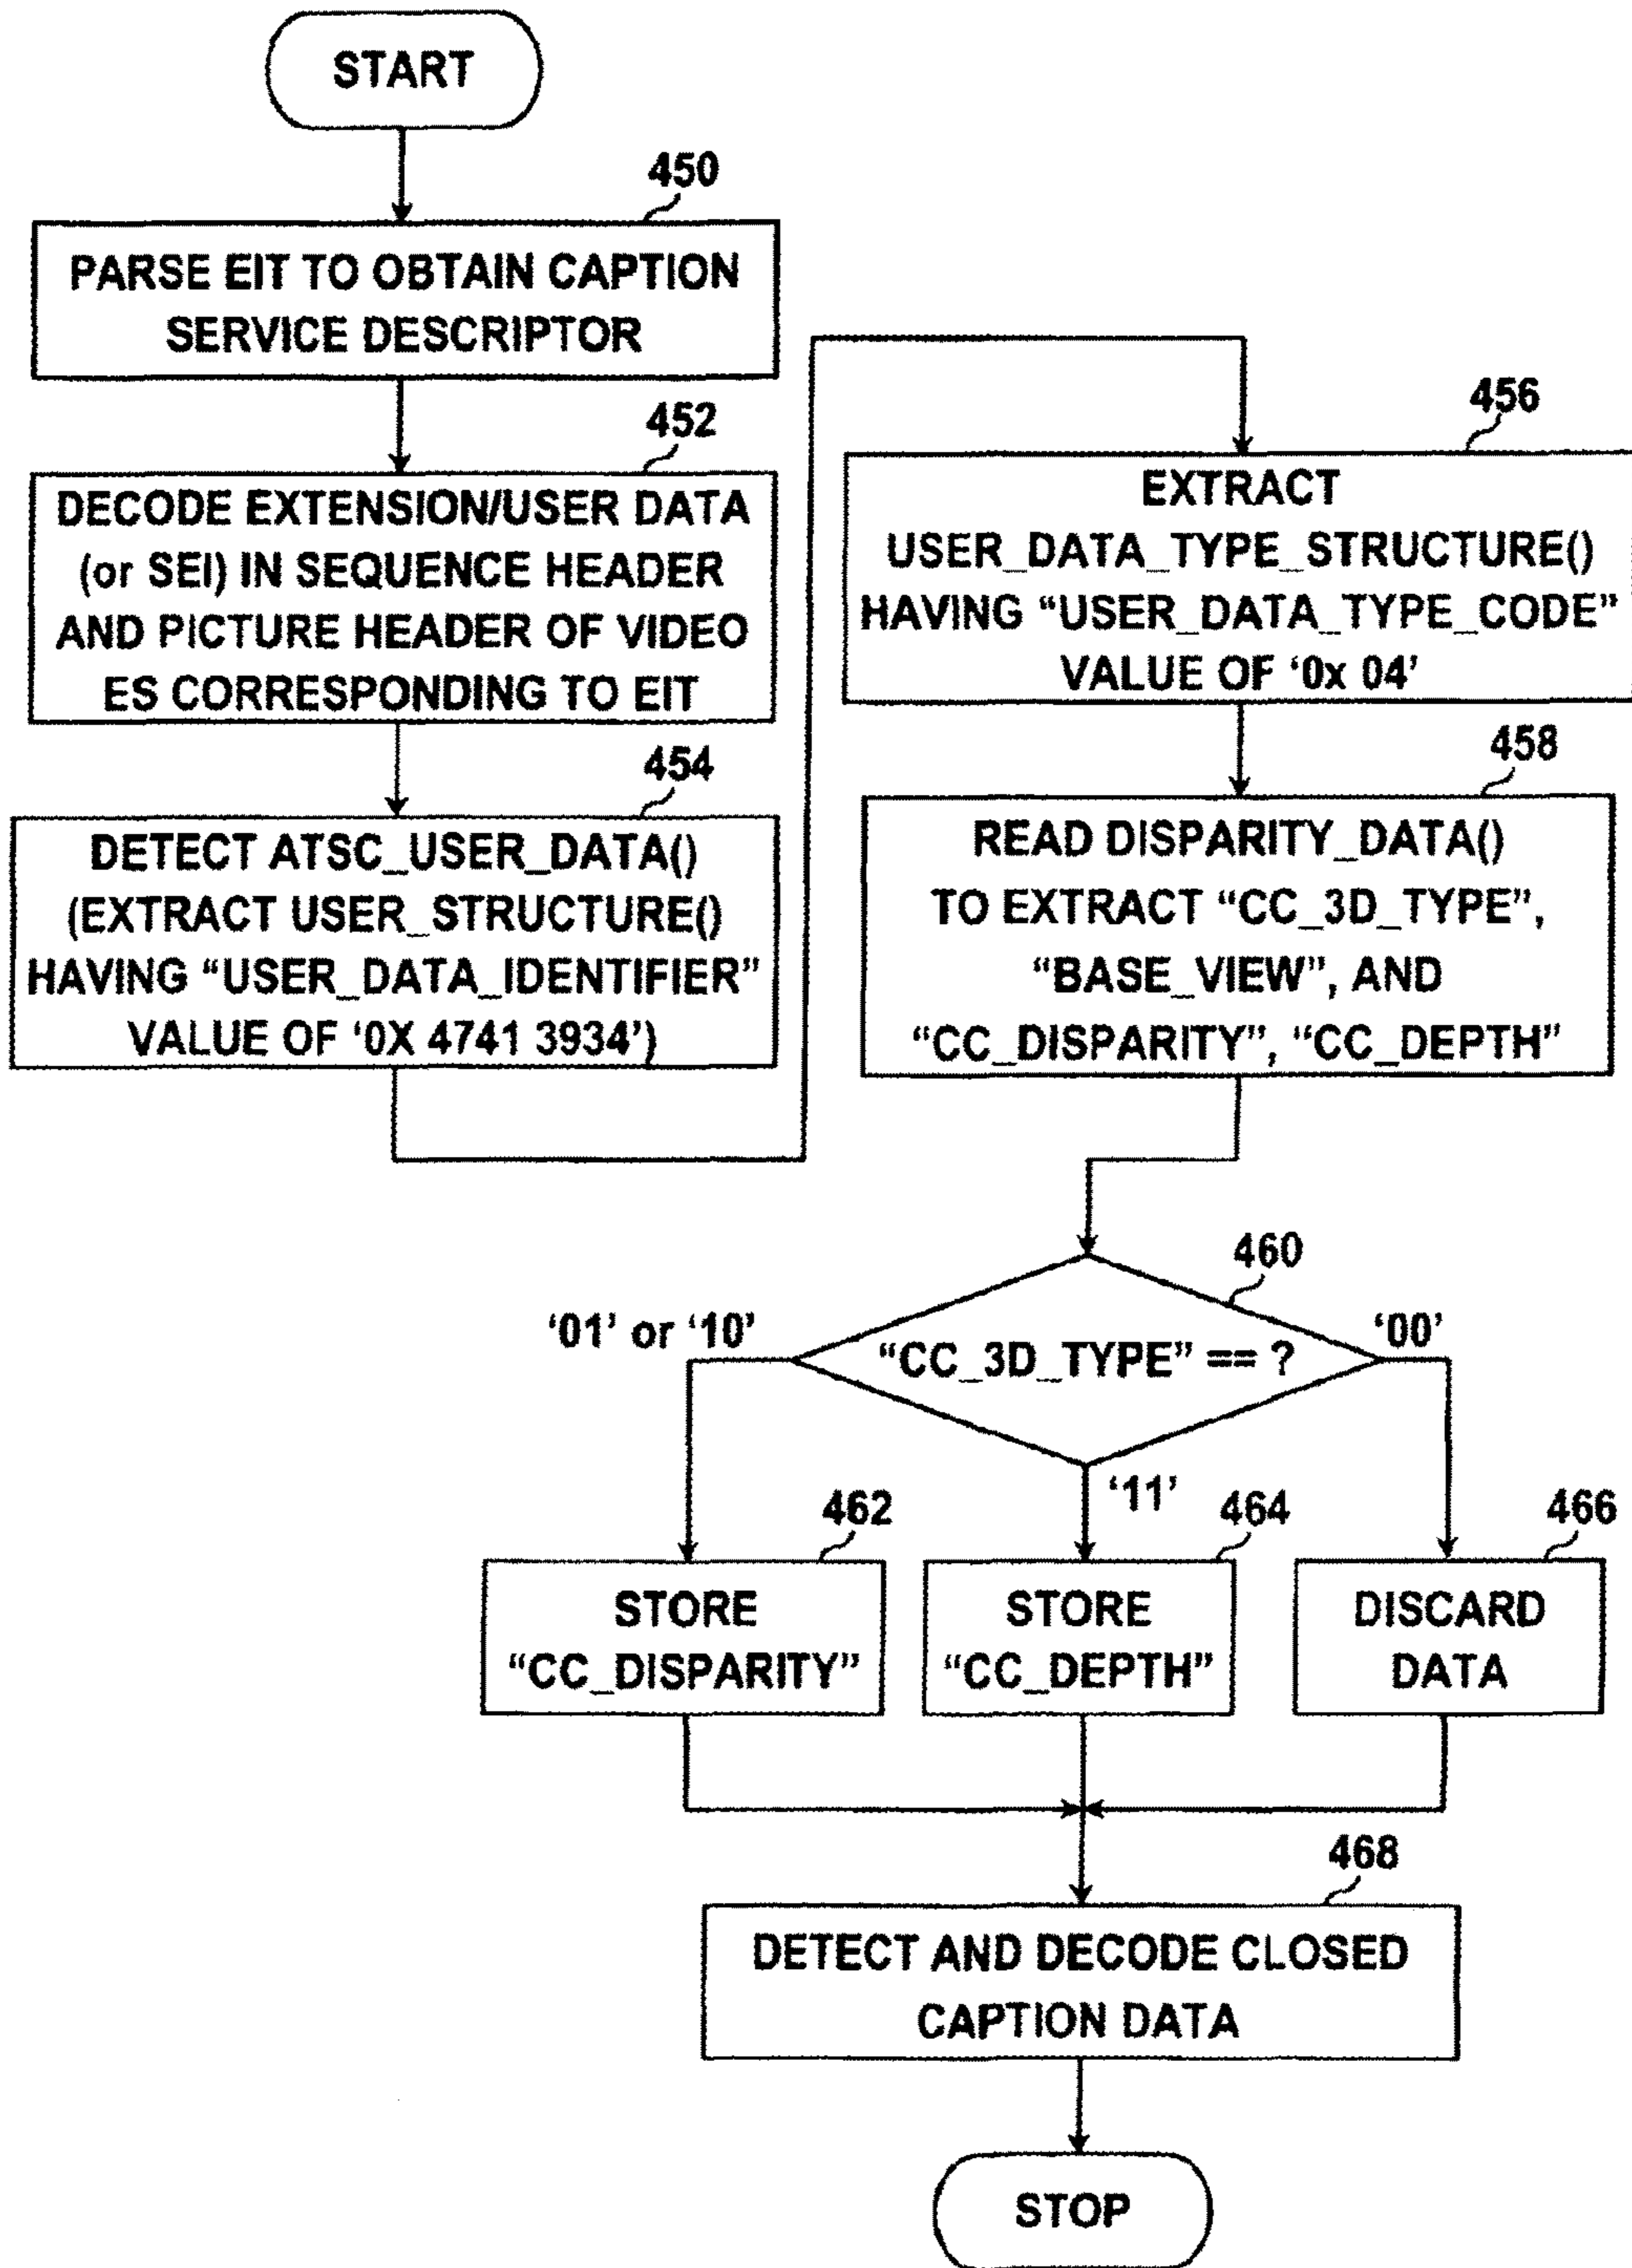 START
450
PARSE EIT TO OBTAIN CAPTION
SERVICE DESCRIPTOR
452
DECODE EXTENSION/USER DATA
(or SEI) IN SEQUENCE HEADER
AND PICTURE HEADER OF VIDEO
ES CORRESPONDING TO EIT
454
DETECT ATSC_USER_DATA()
(EXTRACT USER_STRUCTURE()
HAVING “USER_DATA_IDENTIFIER”
VALUE OF ‘0X 4741 3934’)
456
EXTRACT
USER_DATA_TYPE_STRUCTURE()
HAVING “USER_DATA_TYPE_CODE”
VALUE OF ‘0x 04’
458
READ DISPARITY_DATA()
TO EXTRACT “CC_3D_TYPE”,
“BASE_VIEW”, AND
“CC_DISPARITY”, “CC_DEPTH”
460
‘01’ or ‘10’
“CC_3D_TYPE” == ?
‘00’
‘11’
462
STORE
“CC_DISPARITY”
464
STORE
“CC_DEPTH”
466
DISCARD
DATA
468
DETECT AND DECODE CLOSED
CAPTION DATA
STOP